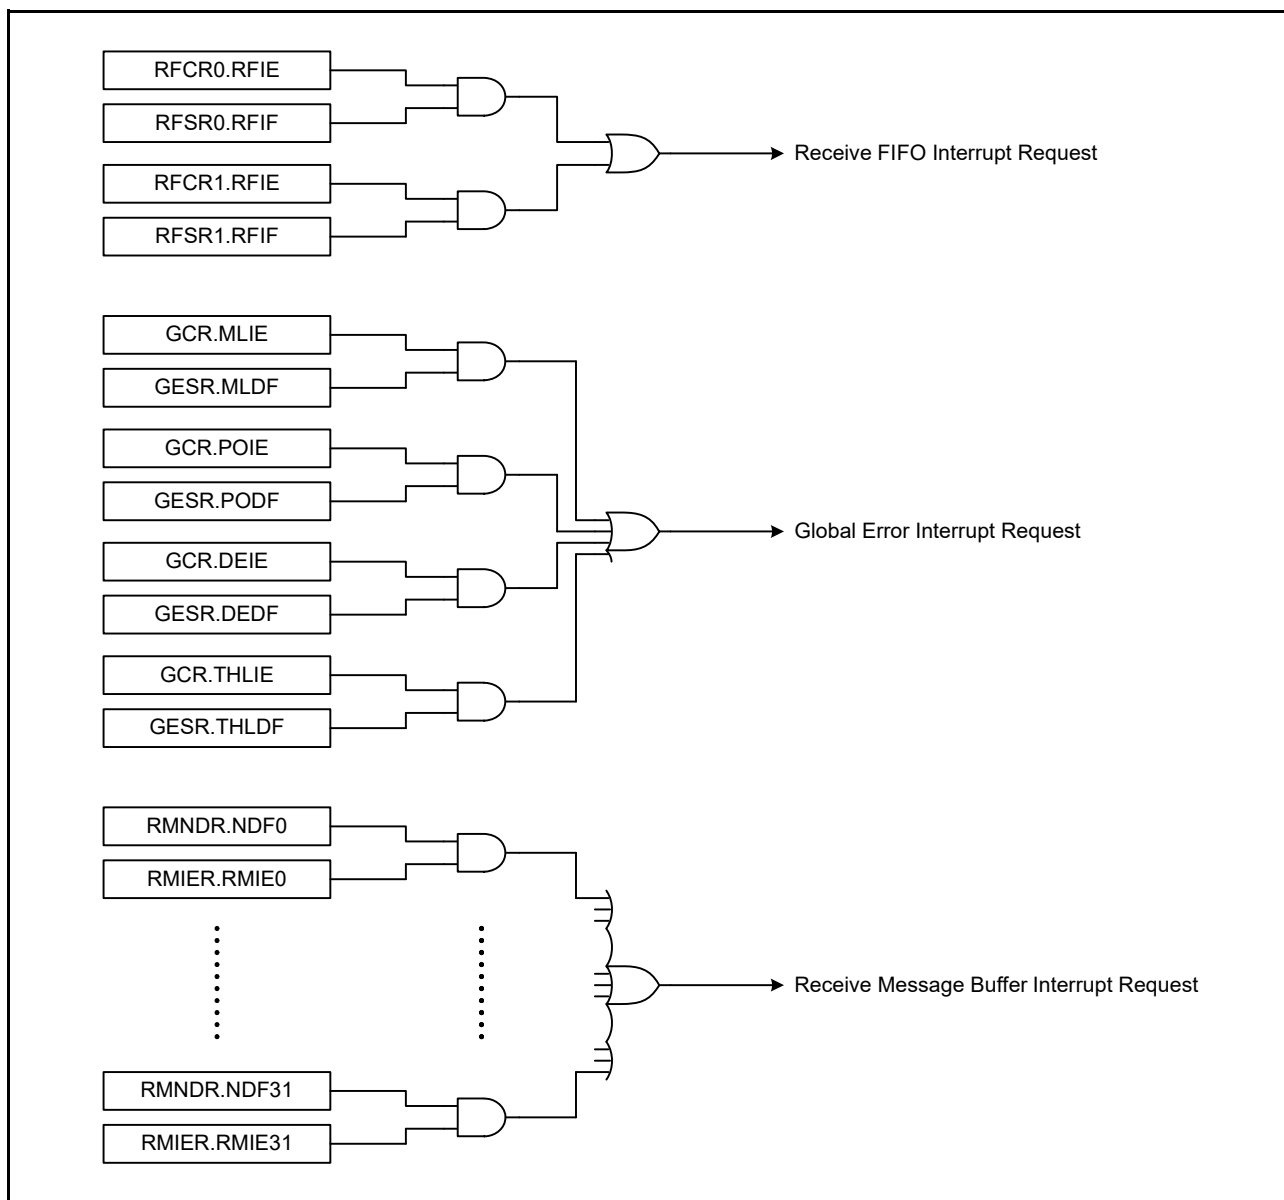 RFCR0.RFIE
RFSR0.RFIF
RFCR1.RFIE
RFSR1.RFIF
Receive FIFO Interrupt Request
GCR.MLIE
GESR.MLDF
GCR.POIE
GESR.PODF
GCR.DEIE
GESR.DEDF
GCR.THLIE
GESR.THLDF
Global Error Interrupt Request
RMNDR.NDF0
RMIER.RMIE0
RMNDR.NDF31
RMIER.RMIE31
Receive Message Buffer Interrupt Request